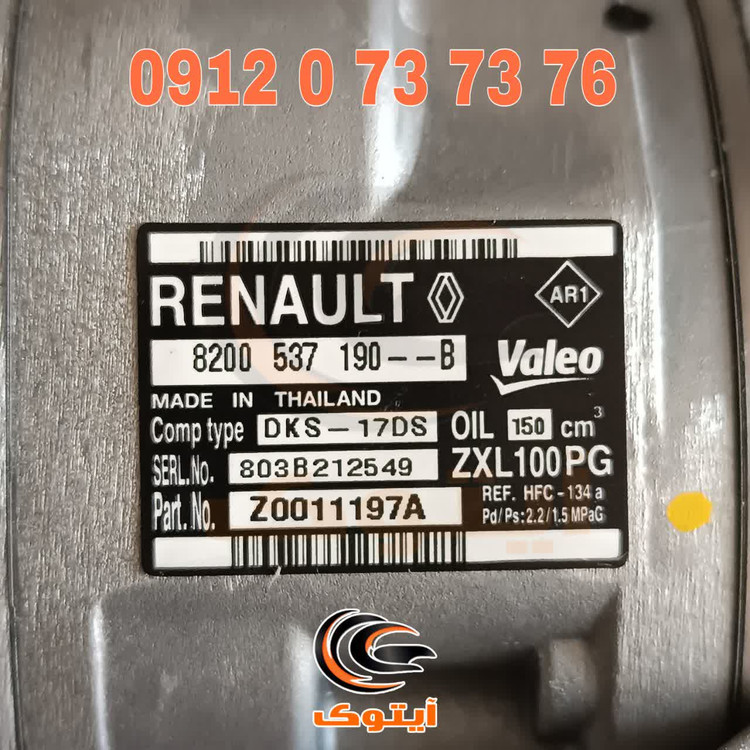 0912 0 73 73 76
RENAULT AR1
8200 537 190--B Valeo
MADE IN THAILAND
Comp type DKS-17DS OIL 150 cm³
SERL.No. 803B212549 ZXL100PG
Part.No. Z0011197A REF. HFC-134a
Pd/Ps:2.2/1.5 MPaG
آیتوک